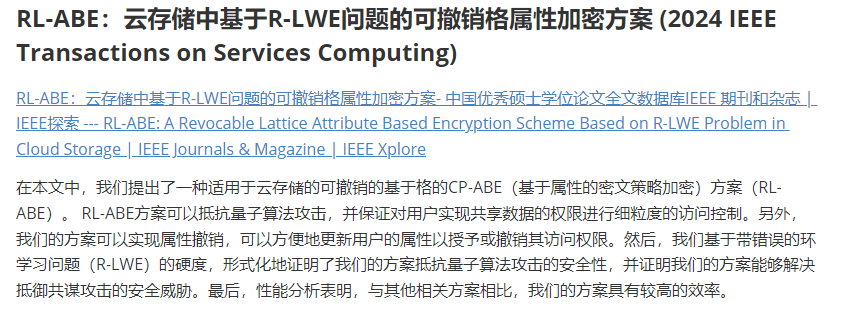 RL-ABE：云存储中基于R-LWE问题的可撤销格属性加密方案 (2024 IEEE
Transactions on Services Computing)
RL-ABE：云存储中基于R-LWE问题的可撤销格属性加密方案- 中国优秀硕士学位论文全文数据库IEEE 期刊和杂志 |
IEEE探索 --- RL-ABE: A Revocable Lattice Attribute Based Encryption Scheme Based on R-LWE Problem in
Cloud Storage | IEEE Journals & Magazine | IEEE Xplore
在本文中，我们提出了一种适用于云存储的可撤销的基于格的CP-ABE（基于属性的密文策略加密）方案（RL-
ABE）。 RL-ABE方案可以抵抗量子算法攻击，并保证对用户实现共享数据的权限进行细粒度的访问控制。另外，
我们的方案可以实现属性撤销，可以方便地更新用户的属性以授予或撤销其访问权限。然后，我们基于带错误的环
学习问题（R-LWE）的硬度，形式化地证明了我们的方案抵抗量子算法攻击的安全性，并证明我们的方案能够解决
抵御共谋攻击的安全威胁。最后，性能分析表明，与其他相关方案相比，我们的方案具有较高的效率。